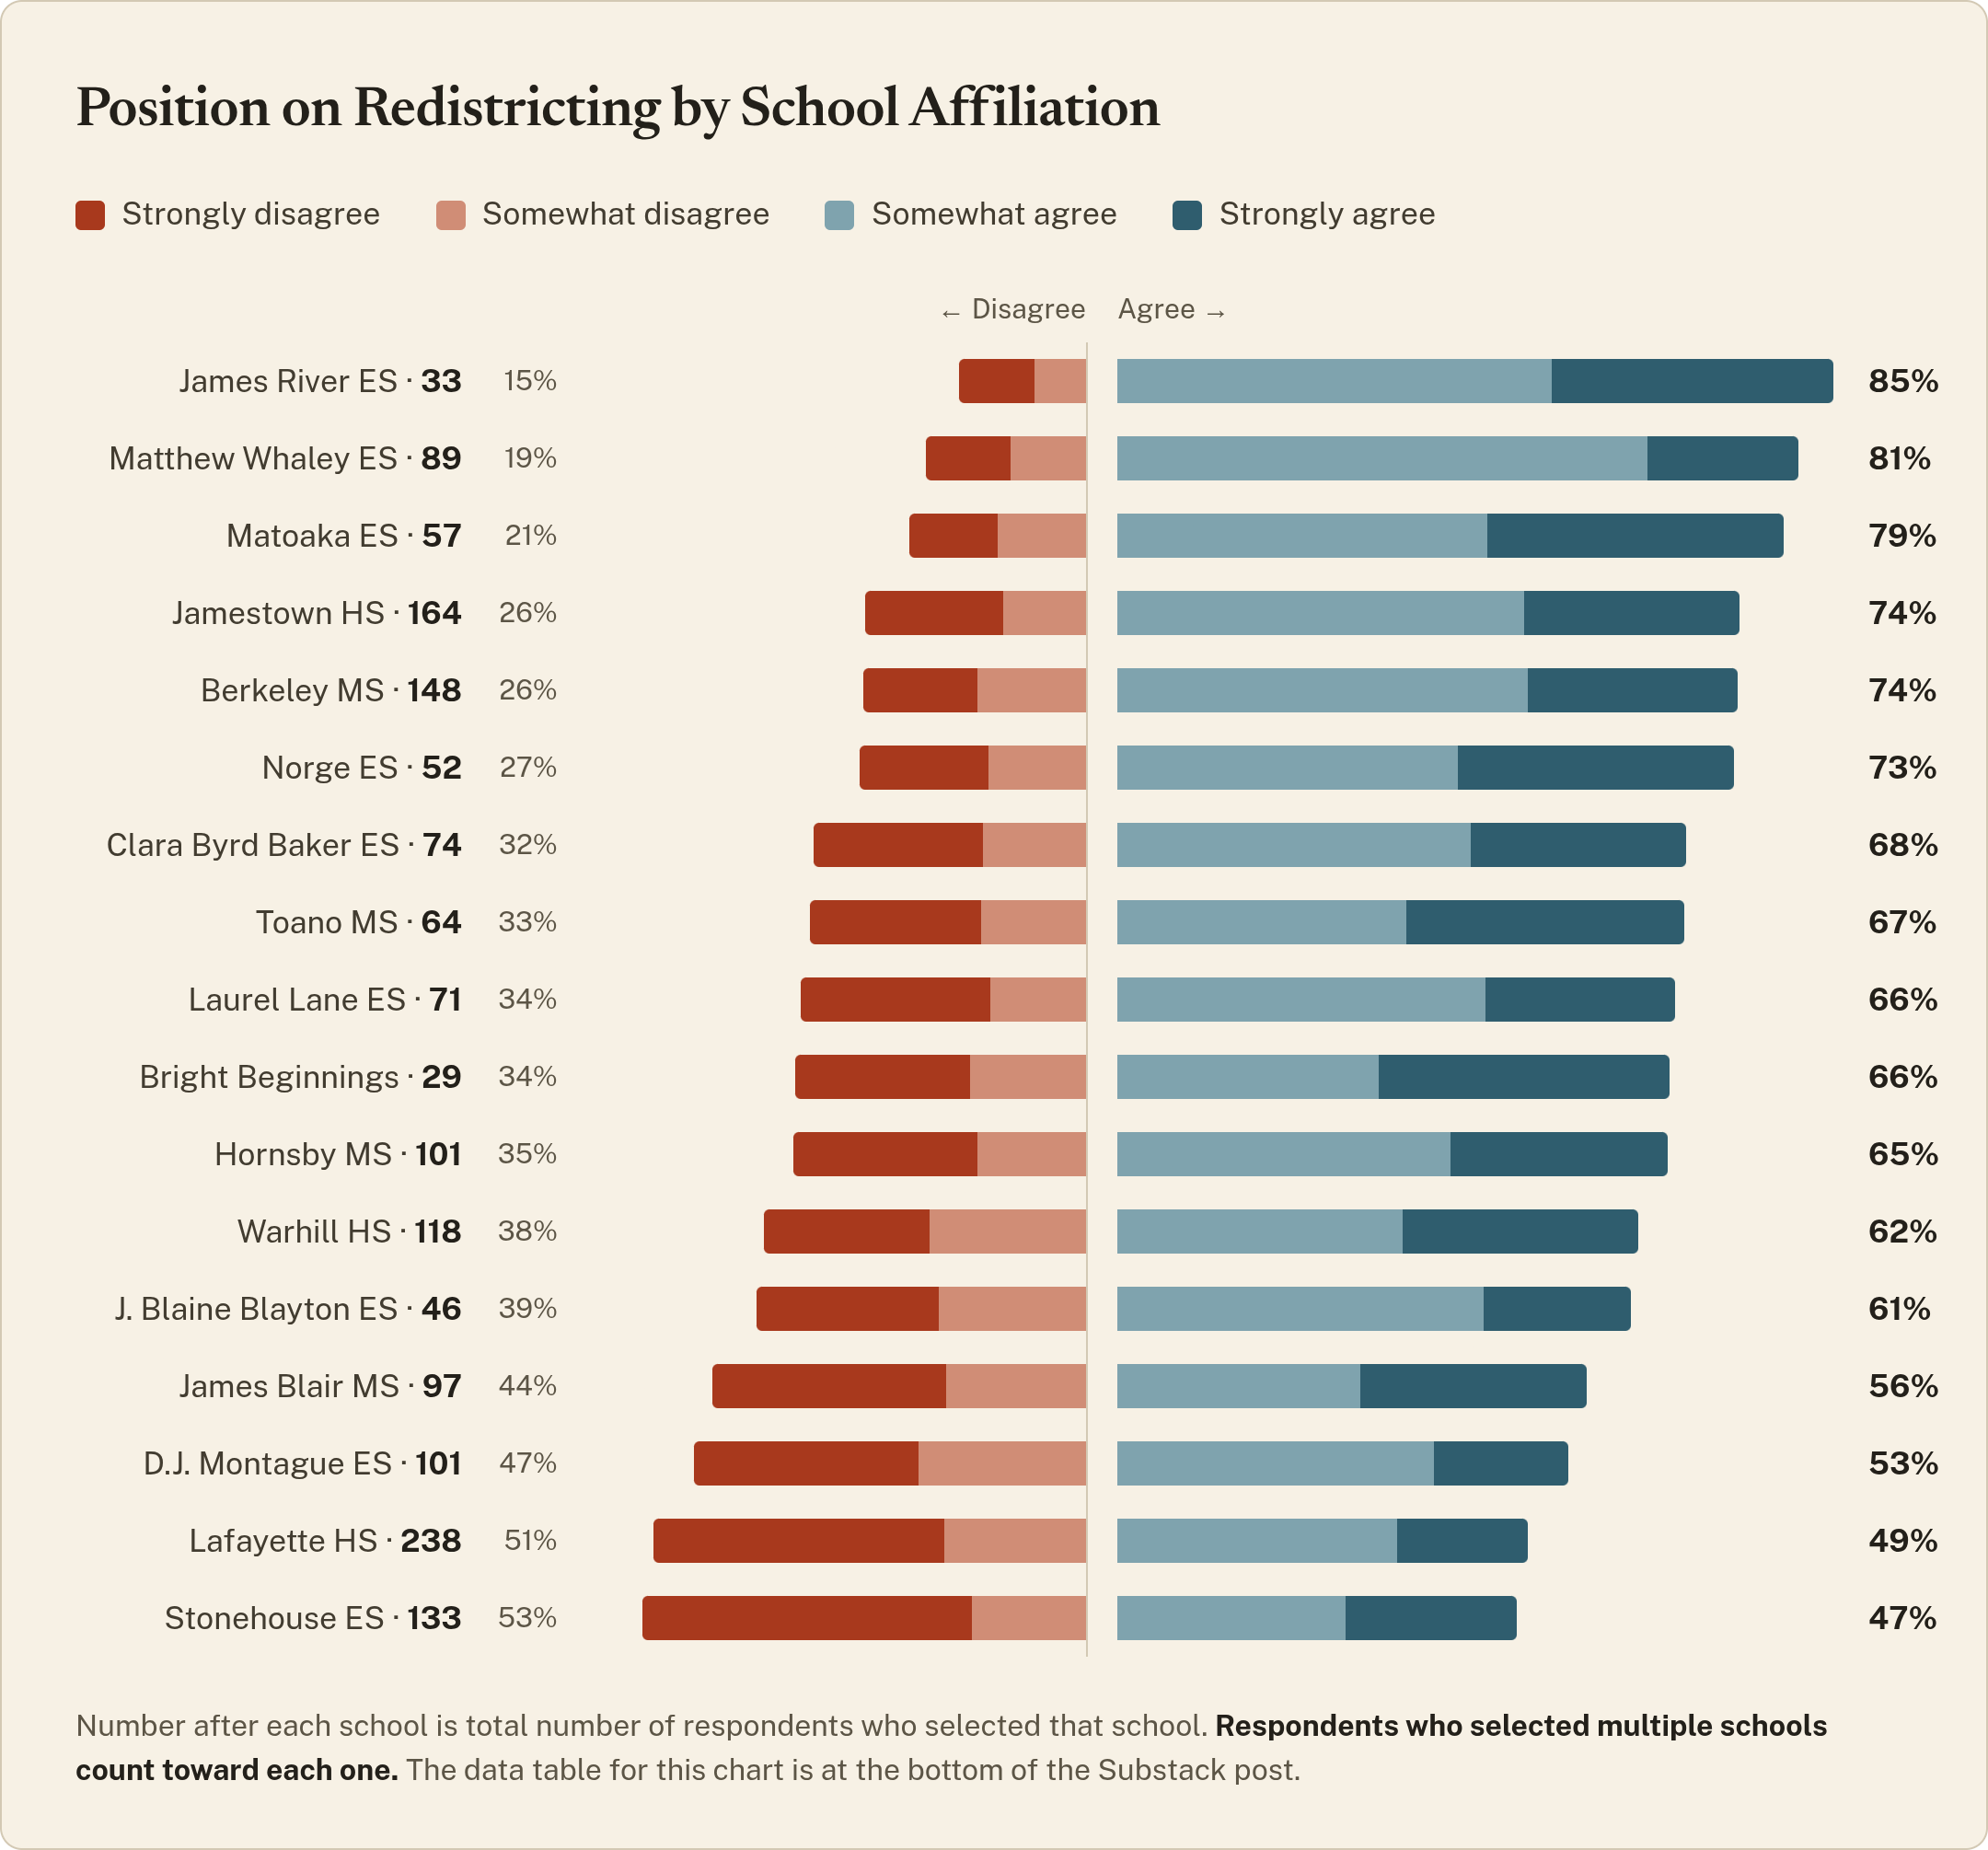 Position on Redistricting by School Affiliation
Strongly disagree Somewhat disagree Somewhat agree Strongly agree
← Disagree Agree →
James River ES · 33 15% 85%
Matthew Whaley ES · 89 19% 81%
Matoaka ES · 57 21% 79%
Jamestown HS · 164 26% 74%
Berkeley MS · 148 26% 74%
Norge ES · 52 27% 73%
Clara Byrd Baker ES · 74 32% 68%
Toano MS · 64 33% 67%
Laurel Lane ES · 71 34% 66%
Bright Beginnings · 29 34% 66%
Hornsby MS · 101 35% 65%
Warhill HS · 118 38% 62%
J. Blaine Blayton ES · 46 39% 61%
James Blair MS · 97 44% 56%
D.J. Montague ES · 101 47% 53%
Lafayette HS · 238 51% 49%
Stonehouse ES · 133 53% 47%
Number after each school is total number of respondents who selected that school. Respondents who selected multiple schools
count toward each one. The data table for this chart is at the bottom of the Substack post.